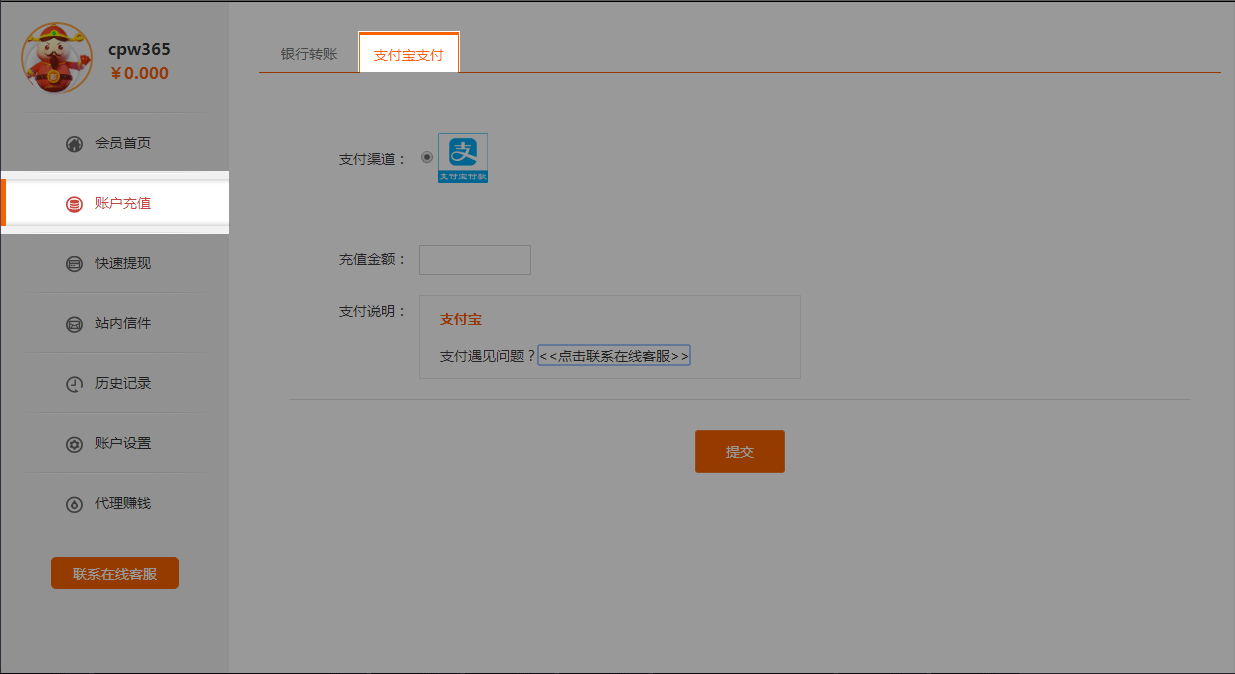 cpw365
￥0.000
会员首页
账户充值
快速提现
站内信件
历史记录
账户设置
代理赚钱
联系在线客服
银行转账
支付宝支付
支付渠道：
支
支付宝付款
充值金额：
支付说明：
支付宝
支付遇见问题？<<点击联系在线客服>>
提交